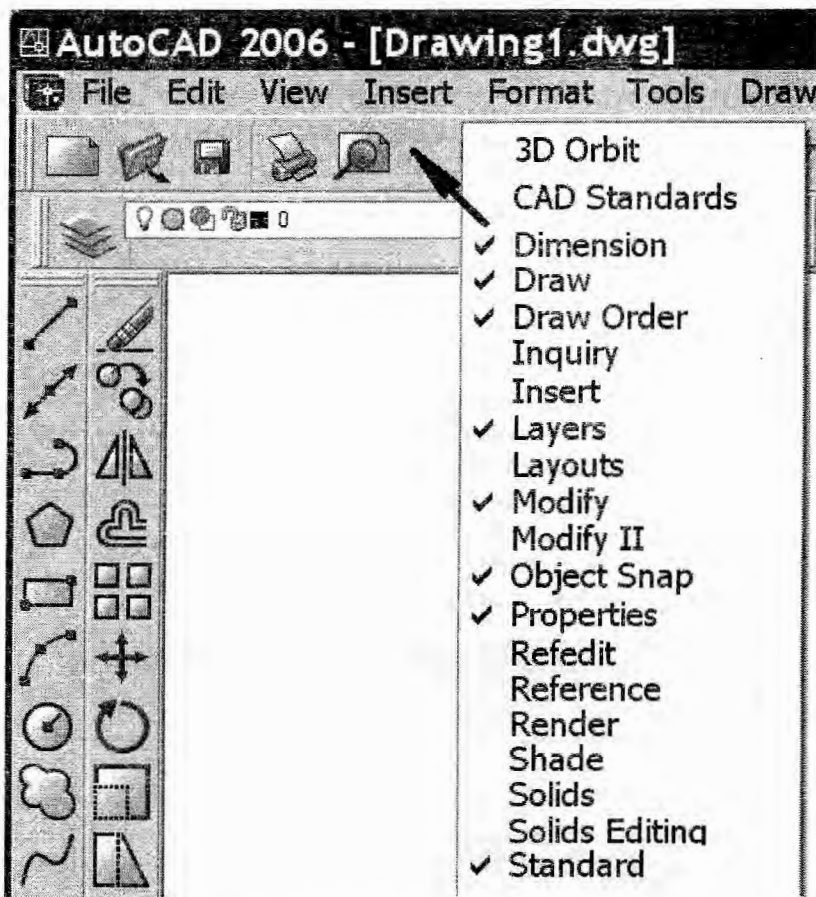 AutoCAD 2006 - [Drawing1.dwg]
File Edit View Insert Format Tools Draw
0
3D Orbit
CAD Standards
✓ Dimension
✓ Draw
✓ Draw Order
Inquiry
Insert
✓ Layers
Layouts
✓ Modify
Modify II
✓ Object Snap
✓ Properties
Refedit
Reference
Render
Shade
Solids
Solids Editing
✓ Standard